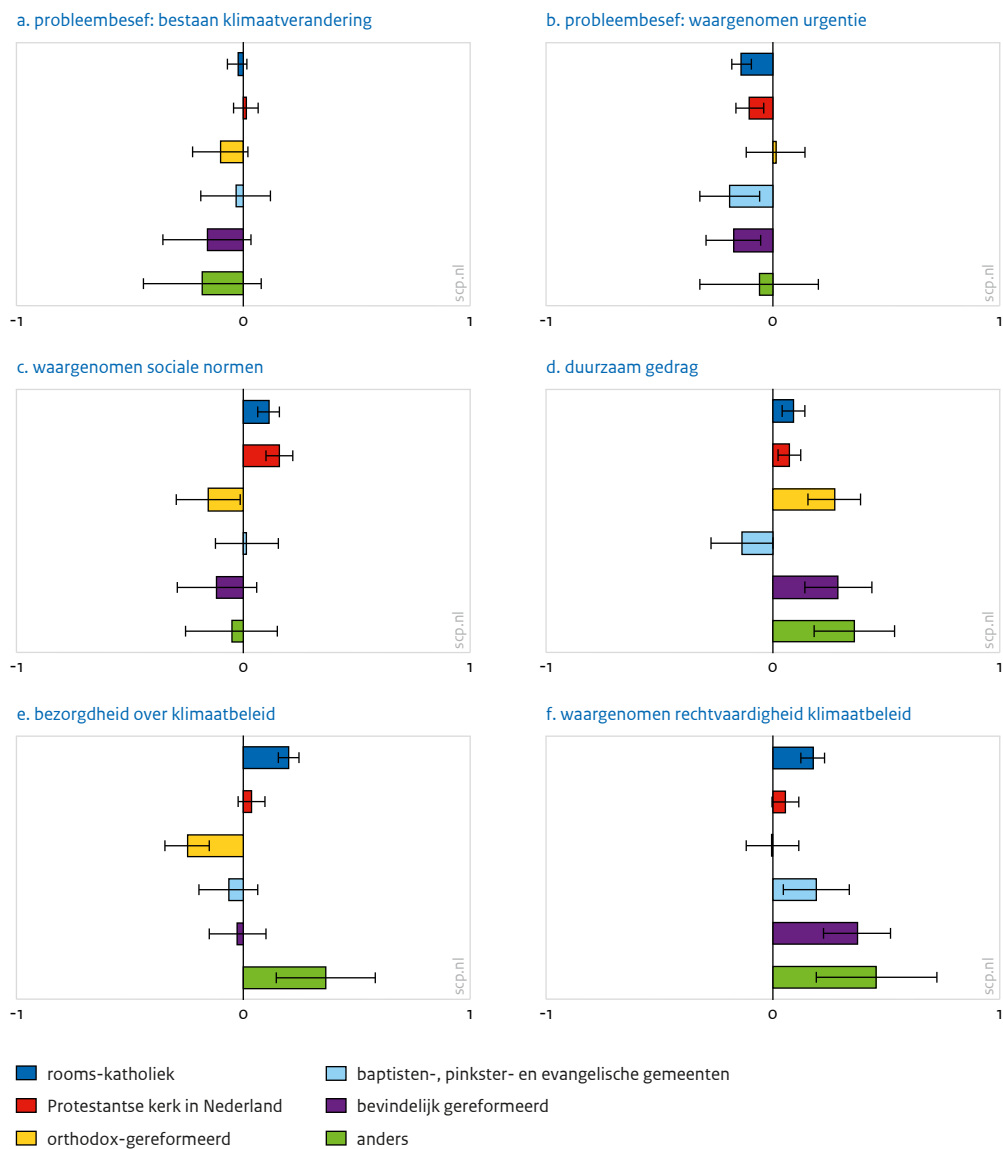 a. probleembesef: bestaan klimaatverandering
scp.nl
-1 0 1
b. probleembesef: waargenomen urgentie
scp.nl
-1 0 1
c. waargenomen sociale normen
scp.nl
-1 0 1
d. duurzaam gedrag
scp.nl
-1 0 1
e. bezorgdheid over klimaatbeleid
scp.nl
-1 0 1
f. waargenomen rechtvaardigheid klimaatbeleid
scp.nl
-1 0 1
rooms-katholiek
Protestantse kerk in Nederland
orthodox-gereformeerd
baptisten-, pinkster- en evangelische gemeenten
bevindelijk gereformeerd
anders